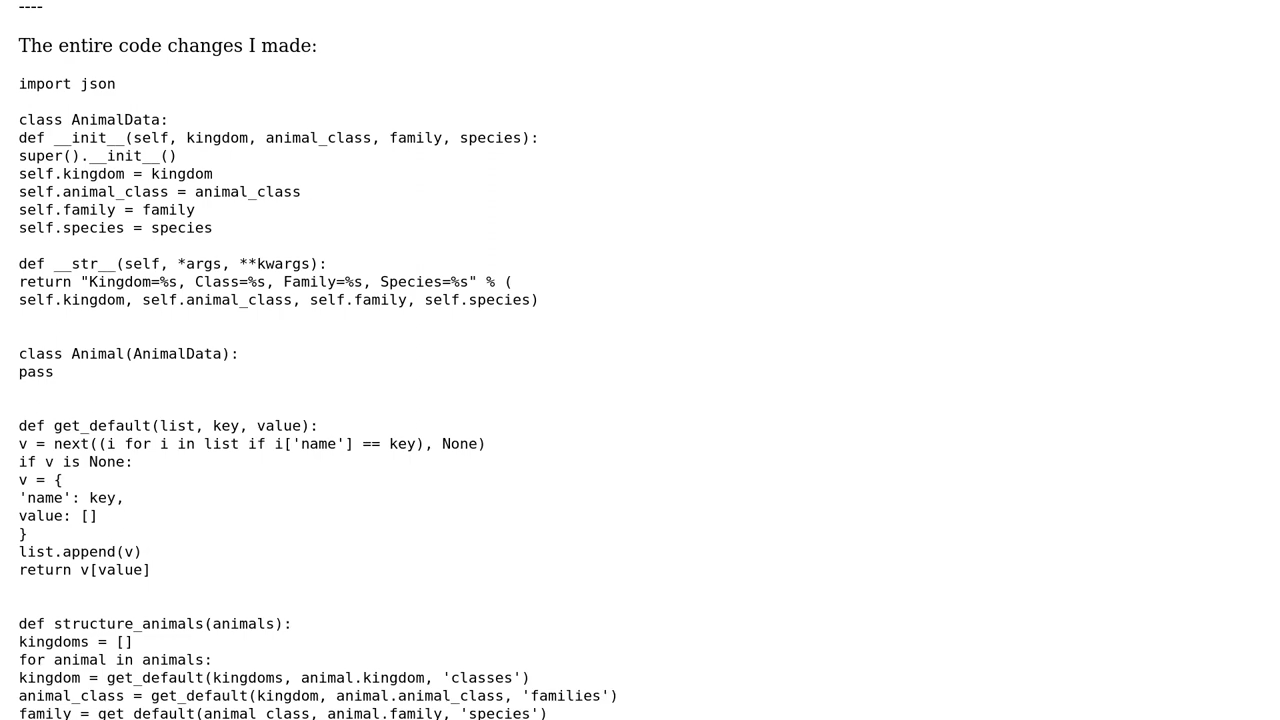 ----
The entire code changes I made:
import json
class AnimalData:
def __init__(self, kingdom, animal_class, family, species):
super().__init__()
self.kingdom = kingdom
self.animal_class = animal_class
self.family = family
self.species = species
def __str__(self, *args, **kwargs):
return "Kingdom=%s, Class=%s, Family=%s, Species=%s" % (
self.kingdom, self.animal_class, self.family, self.species)
class Animal(AnimalData):
pass
def get_default(list, key, value):
v = next((i for i in list if i['name'] == key), None)
if v is None:
v = {
'name': key,
value: []
}
list.append(v)
return v[value]
def structure_animals(animals):
kingdoms = []
for animal in animals:
kingdom = get_default(kingdoms, animal.kingdom, 'classes')
animal_class = get_default(kingdom, animal.animal_class, 'families')
family = get_default(animal_class, animal.family, 'species')